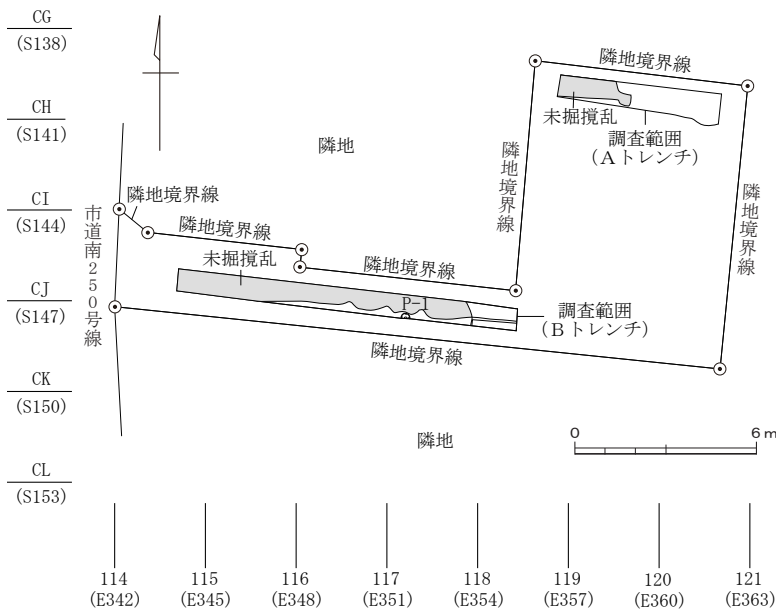 CG
(S138)
CH
(S141)
CI
(S144)
CJ
(S147)
CK
(S150)
CL
(S153)
市道南250号線
隣地境界線
隣地境界線
隣地境界線
隣地
隣地境界線
隣地境界線
隣地境界線
未掘撹乱
調査範囲
(Aトレンチ)
未掘撹乱
P-1
調査範囲
(Bトレンチ)
隣地境界線
隣地
0
6m
114
(E342)
115
(E345)
116
(E348)
117
(E351)
118
(E354)
119
(E357)
120
(E360)
121
(E363)